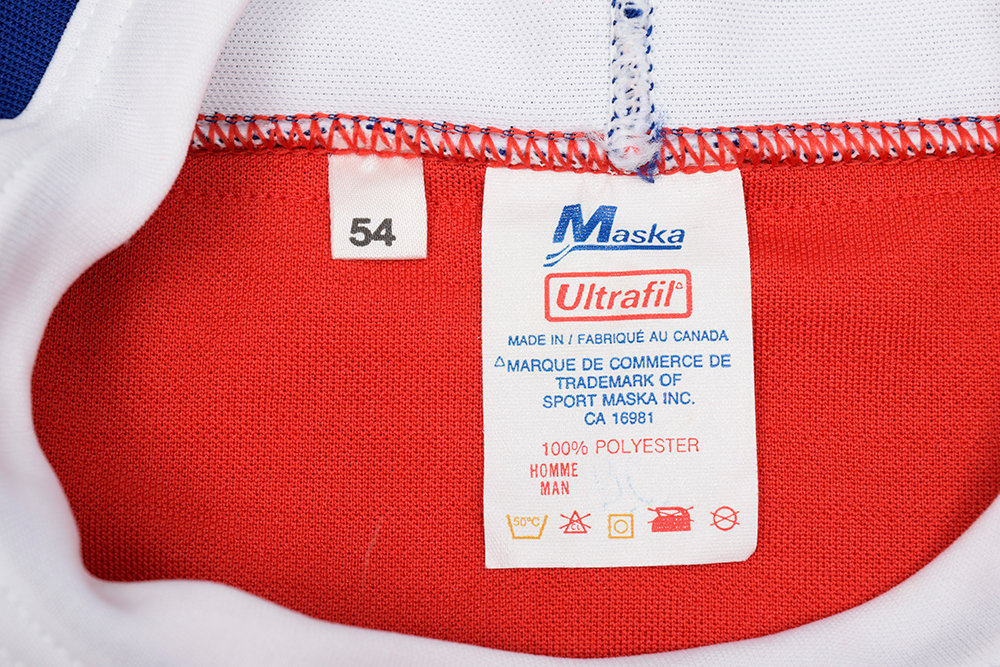 54
Maska
Ultrafil△
MADE IN / FABRIQUÉ AU CANADA
△MARQUE DE COMMERCE DE
TRADEMARK OF
SPORT MASKA INC.
CA 16981
100% POLYESTER
HOMME
MAN
50°C CL